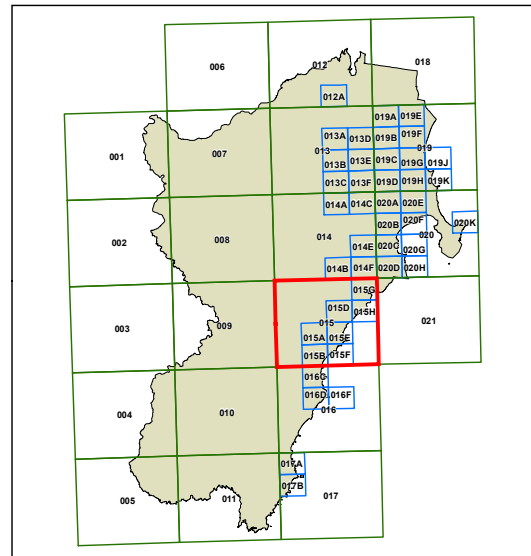 006 012 018
012A
019A 019E
013A 013D 019B 019F
001 007 013 019
013B 013E 019C 019G 019J
013C 013F 019D 019H 019K
014A 014C 020A 020E
020B 020F 020K
002 008 014 020
014E 020C 020G
014B 014F 020D 020H
015G
003 009 015D 015H 021
015
015A 015E
015B 015F
016C
004 010 016D 016F
016
017A
017B
005 011 017